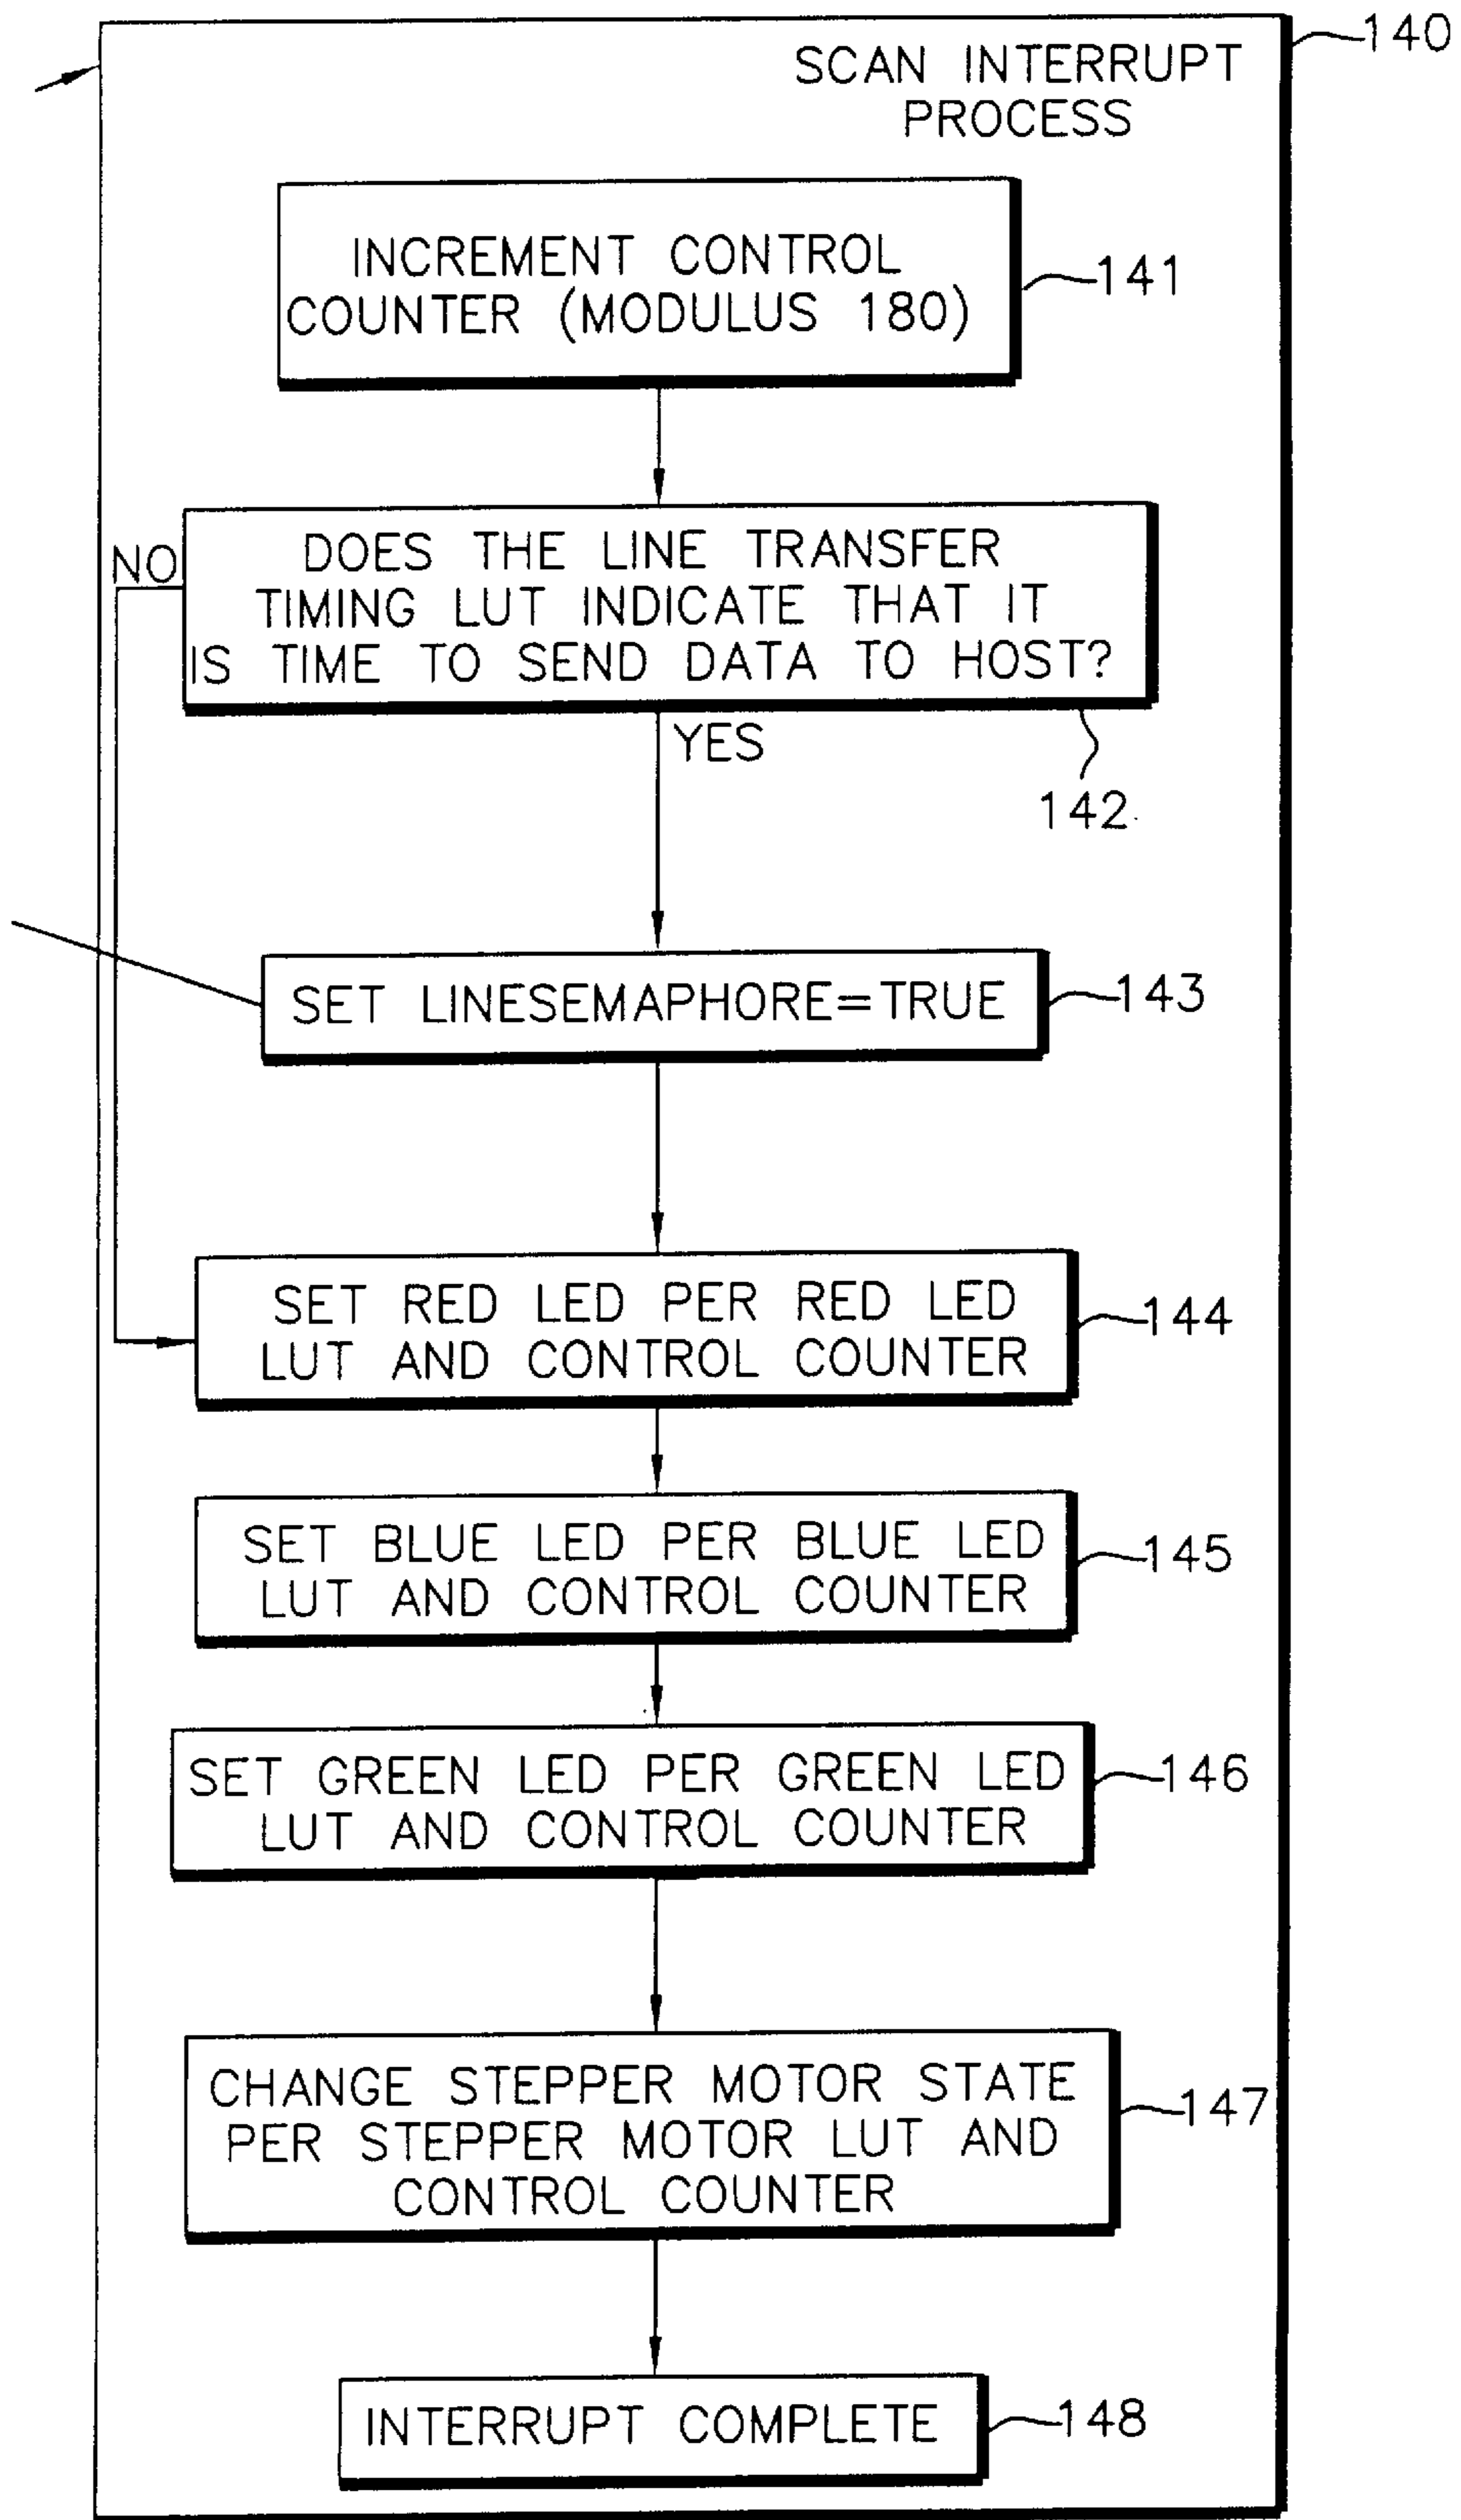 140
SCAN INTERRUPT
PROCESS
INCREMENT CONTROL
COUNTER (MODULUS 180)
141
NO
DOES THE LINE TRANSFER
TIMING LUT INDICATE THAT IT
IS TIME TO SEND DATA TO HOST?
YES
142
SET LINESEMAPHORE=TRUE
143
SET RED LED PER RED LED
LUT AND CONTROL COUNTER
144
SET BLUE LED PER BLUE LED
LUT AND CONTROL COUNTER
145
SET GREEN LED PER GREEN LED
LUT AND CONTROL COUNTER
146
CHANGE STEPPER MOTOR STATE
PER STEPPER MOTOR LUT AND
CONTROL COUNTER
147
INTERRUPT COMPLETE
148